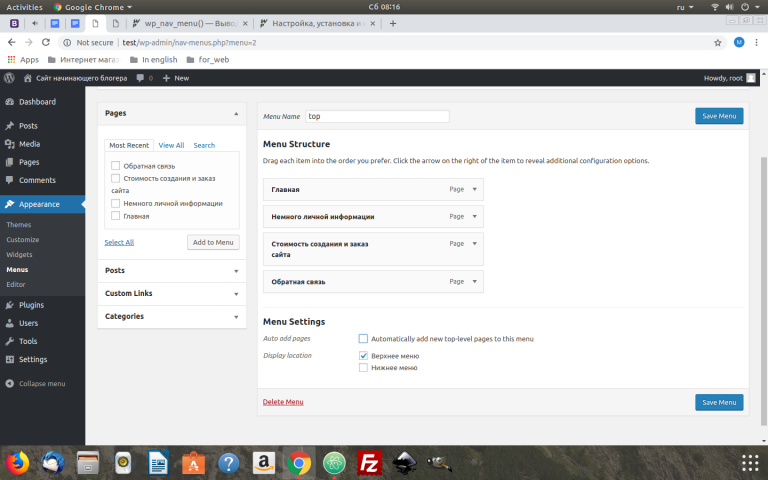 Activities
Google Chrome
Сб 08:16
ru
wp_nav_menu() — Выво
Настройка, установка и
Not secure
test/wp-admin/nav-menus.php?menu=2
M
Apps
Интернет мага
In english
for_web
Сайт начинающего блогера
0
+ New
Howdy, root
Dashboard
Posts
Media
Pages
Comments
Appearance
Themes
Customize
Widgets
Menus
Editor
Plugins
Users
Tools
Settings
Collapse menu
Pages
Most Recent
View All
Search
Обратная связь
Стоимость создания и заказ
сайта
Немного личной информации
Главная
Select All
Add to Menu
Posts
Custom Links
Categories
Menu Name
top
Save Menu
Menu Structure
Drag each item into the order you prefer. Click the arrow on the right of the item to reveal additional configuration options.
Главная
Page
Немного личной информации
Page
Стоимость создания и заказ
сайта
Page
Обратная связь
Page
Menu Settings
Auto add pages
Automatically add new top-level pages to this menu
Display location
Верхнее меню
Нижнее меню
Delete Menu
Save Menu